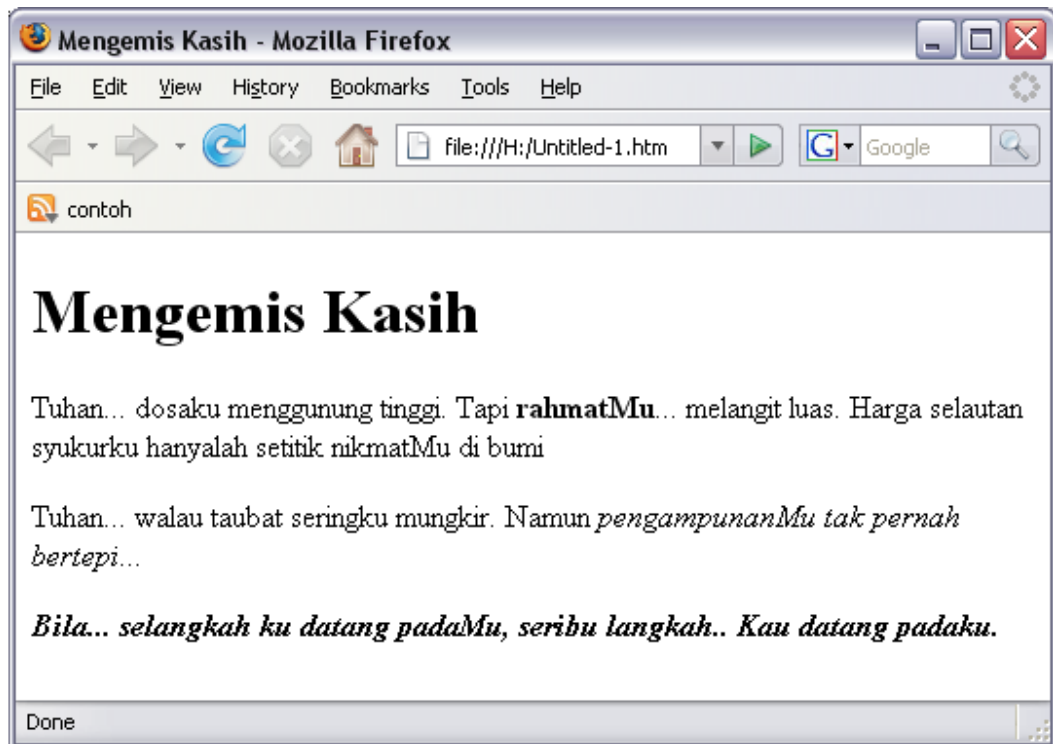 Mengemis Kasih - Mozilla Firefox
File Edit View History Bookmarks Tools Help
file:///H:/Untitled-1.htm G Google
contoh
Mengemis Kasih
Tuhan... dosaku menggunung tinggi. Tapi rahmatMu... melangit luas. Harga selautan
syukurku hanyalah setitik nikmatMu di bumi
Tuhan... walau taubat seringku mungkir. Namun pengampunanMu tak pernah
bertepi...
Bila... selangkah ku datang padaMu, seribu langkah.. Kau datang padaku.
Done